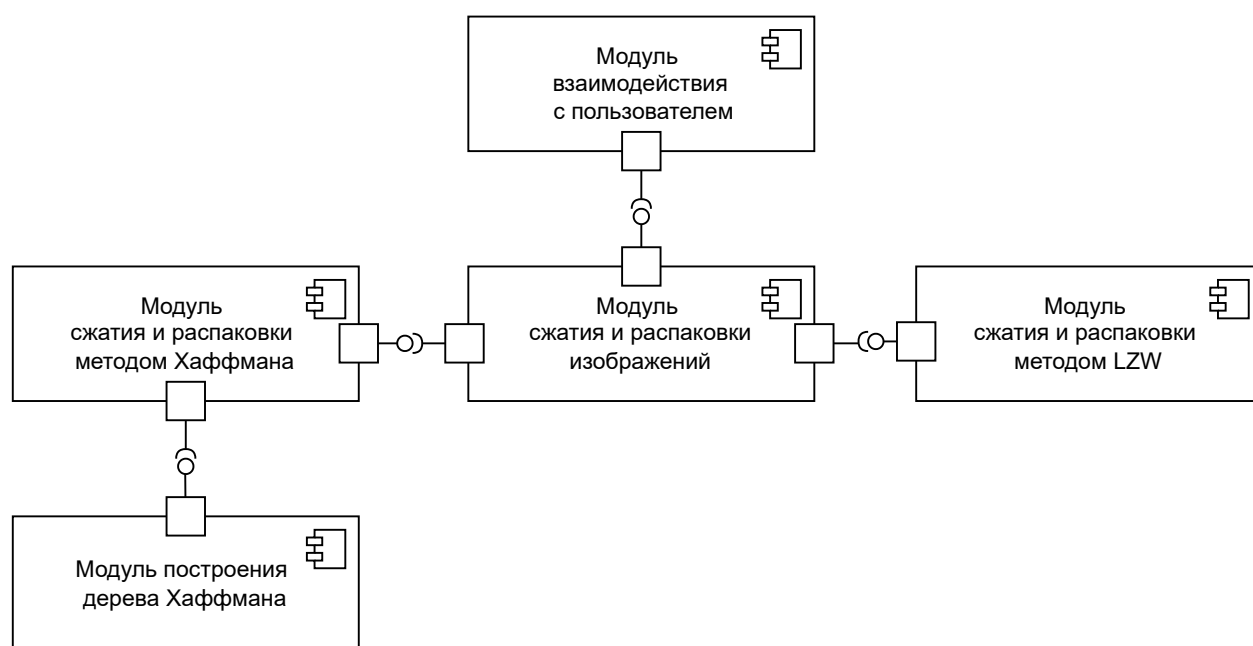 Модуль
взаимодействия
с пользователем
Модуль
сжатия и распаковки
методом Хаффмана
Модуль
сжатия и распаковки
изображений
Модуль
сжатия и распаковки
методом LZW
Модуль построения
дерева Хаффмана